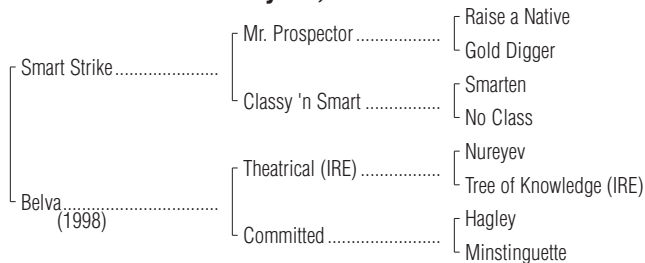 Raise a Native
Mr. Prospector
Gold Digger
Smart Strike
Smarten
Classy 'n Smart
No Class
Nureyev
Theatrical (IRE)
Tree of Knowledge (IRE)
Belva
(1998)
Hagley
Committed
Minstinguette